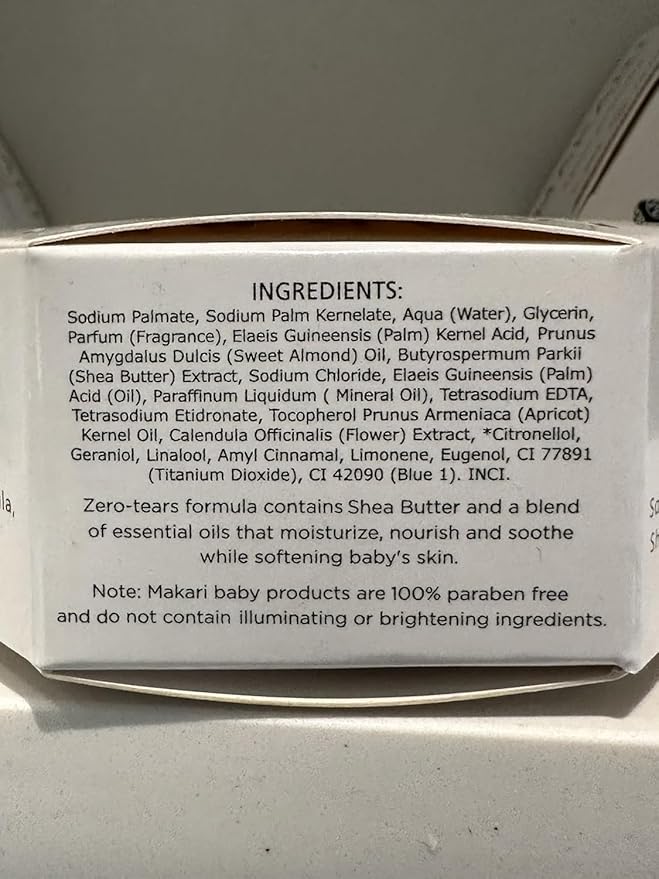 INGREDIENTS:
Sodium Palmate, Sodium Palm Kernelate, Aqua (Water), Glycerin,
Parfum (Fragrance), Elaeis Guineensis (Palm) Kernel Acid, Prunus
Amygdalus Dulcis (Sweet Almond) Oil, Butyrospermum Parkii
(Shea Butter) Extract, Sodium Chloride, Elaeis Guineensis (Palm)
Acid (Oil), Paraffinum Liquidum ( Mineral Oil), Tetrasodium EDTA,
Tetrasodium Etidronate, Tocopherol Prunus Armeniaca (Apricot)
Kernel Oil, Calendula Officinalis (Flower) Extract, *Citronellol,
Geraniol, Linalool, Amyl Cinnamal, Limonene, Eugenol, CI 77891
(Titanium Dioxide), CI 42090 (Blue 1). INCI.
Zero-tears formula contains Shea Butter and a blend
of essential oils that moisturize, nourish and soothe
while softening baby's skin.
Note: Makari baby products are 100% paraben free
and do not contain illuminating or brightening ingredients.